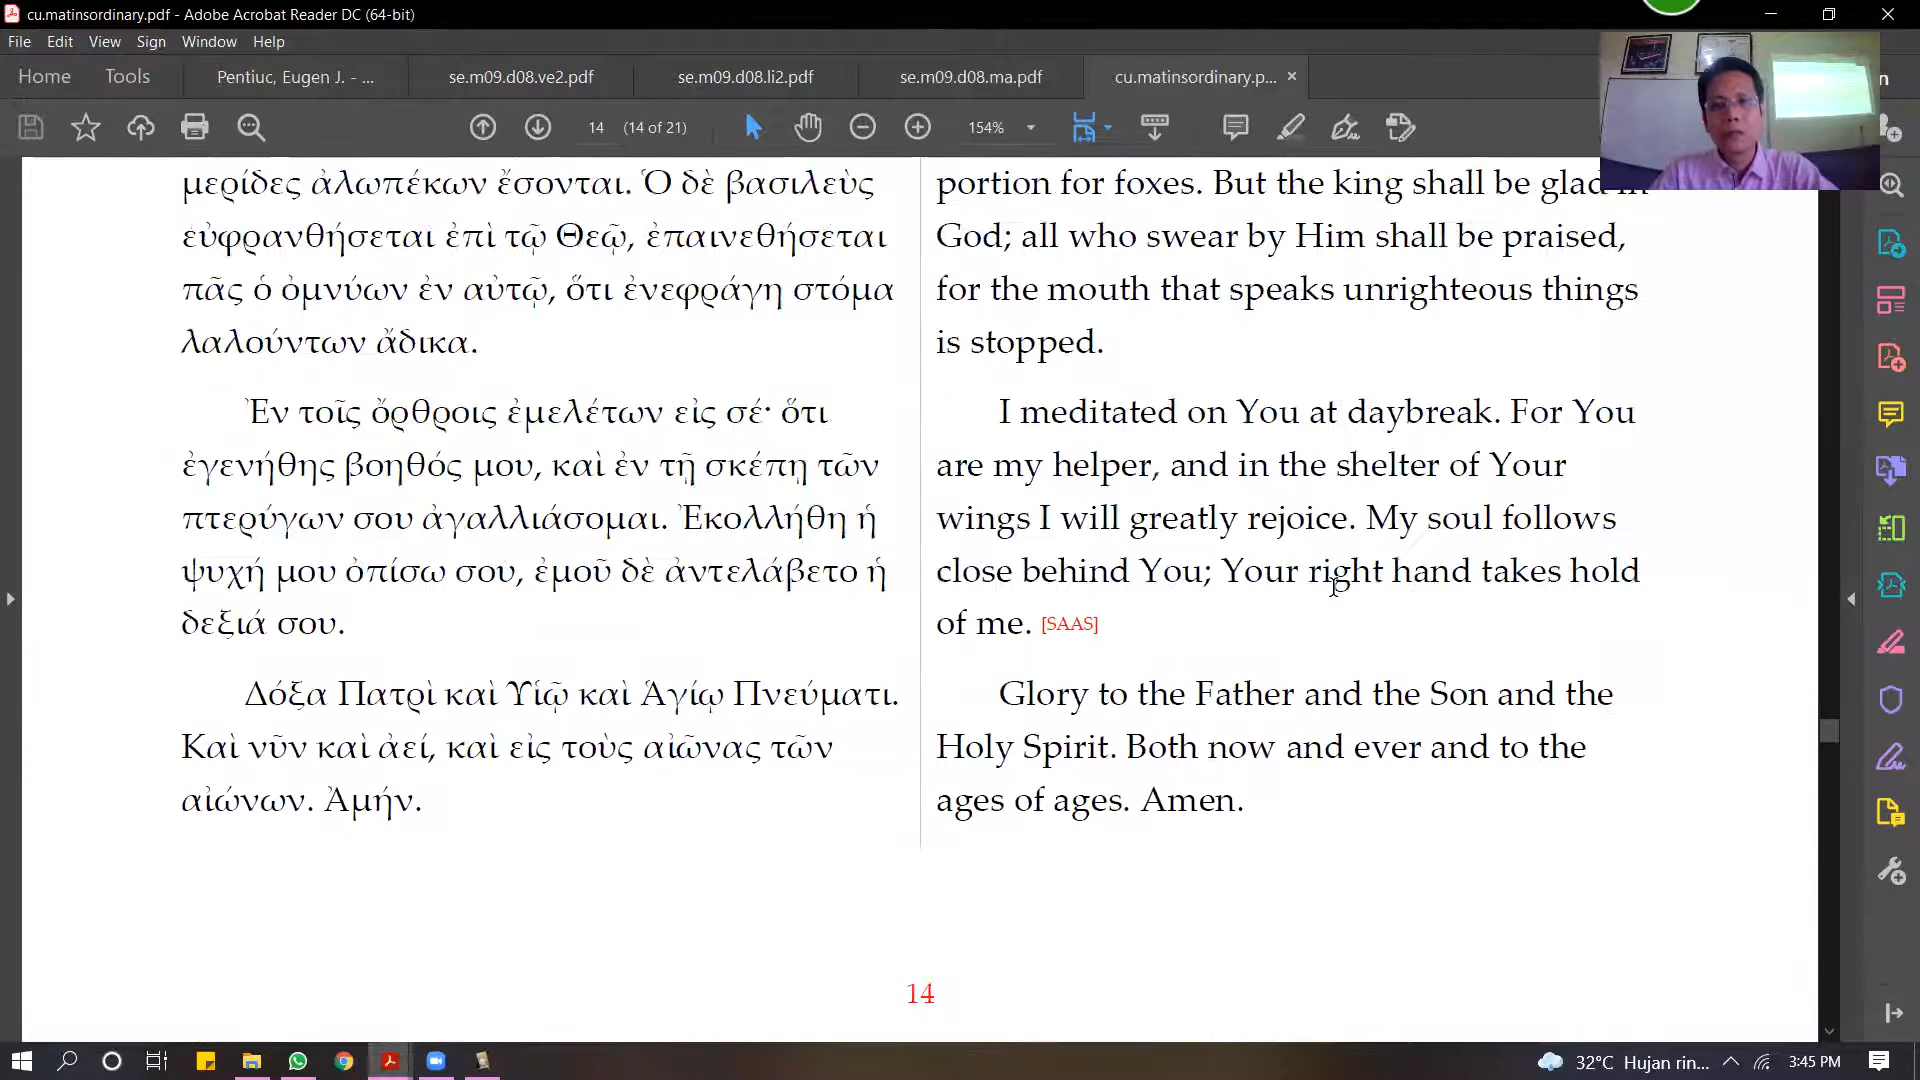 cu.matinsordinary.pdf - Adobe Acrobat Reader DC (64-bit)
File Edit View Sign Window Help
Home Tools Pentiuc, Eugen J. - ... se.m09.d08.ve2.pdf se.m09.d08.li2.pdf se.m09.d08.ma.pdf cu.matinsordinary.p... ×
14 (14 of 21) 154%
μερίδες ἀλωπέκων ἔσονται. Ὁ δὲ βασιλεὺς
εὐφρανθήσεται ἐπὶ τῷ Θεῷ, ἐπαινεθήσεται
πᾶς ὁ ὀμνύων ἐν αὐτῷ, ὅτι ἐνεφράγη στόμα
λαλούντων ἄδικα.
Ἐν τοῖς ὄρθροις ἐμελέτων εἰς σέ· ὅτι
ἐγενήθης βοηθός μου, καὶ ἐν τῇ σκέπῃ τῶν
πτερύγων σου ἀγαλλιάσομαι. Ἐκολλήθη ἡ
ψυχή μου ὀπίσω σου, ἐμοῦ δὲ ἀντελάβετο ἡ
δεξιά σου.
Δόξα Πατρὶ καὶ Υἱῷ καὶ Ἁγίῳ Πνεύματι.
Καὶ νῦν καὶ ἀεί, καὶ εἰς τοὺς αἰῶνας τῶν
αἰώνων. Ἀμήν.
portion for foxes. But the king shall be glad in
God; all who swear by Him shall be praised,
for the mouth that speaks unrighteous things
is stopped.
I meditated on You at daybreak. For You
are my helper, and in the shelter of Your
wings I will greatly rejoice. My soul follows
close behind You; Your right hand takes hold
of me. [SAAS]
Glory to the Father and the Son and the
Holy Spirit. Both now and ever and to the
ages of ages. Amen.
14
32°C Hujan rin... 3:45 PM